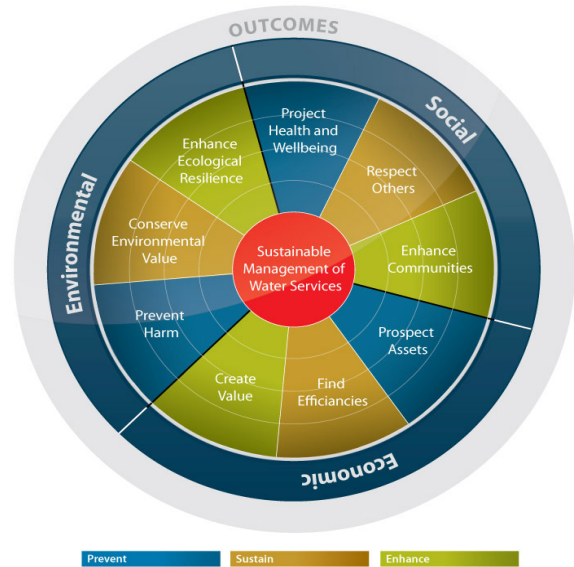 OUTCOMES
Social
Environmental
Economic
Project
Health and
Wellbeing
Respect
Others
Enhance
Communities
Prospect
Assets
Find
Efficiancies
Create
Value
Prevent
Harm
Conserve
Environmental
Value
Enhance
Ecological
Resilience
Sustainable
Management of
Water Services
Prevent
Sustain
Enhance